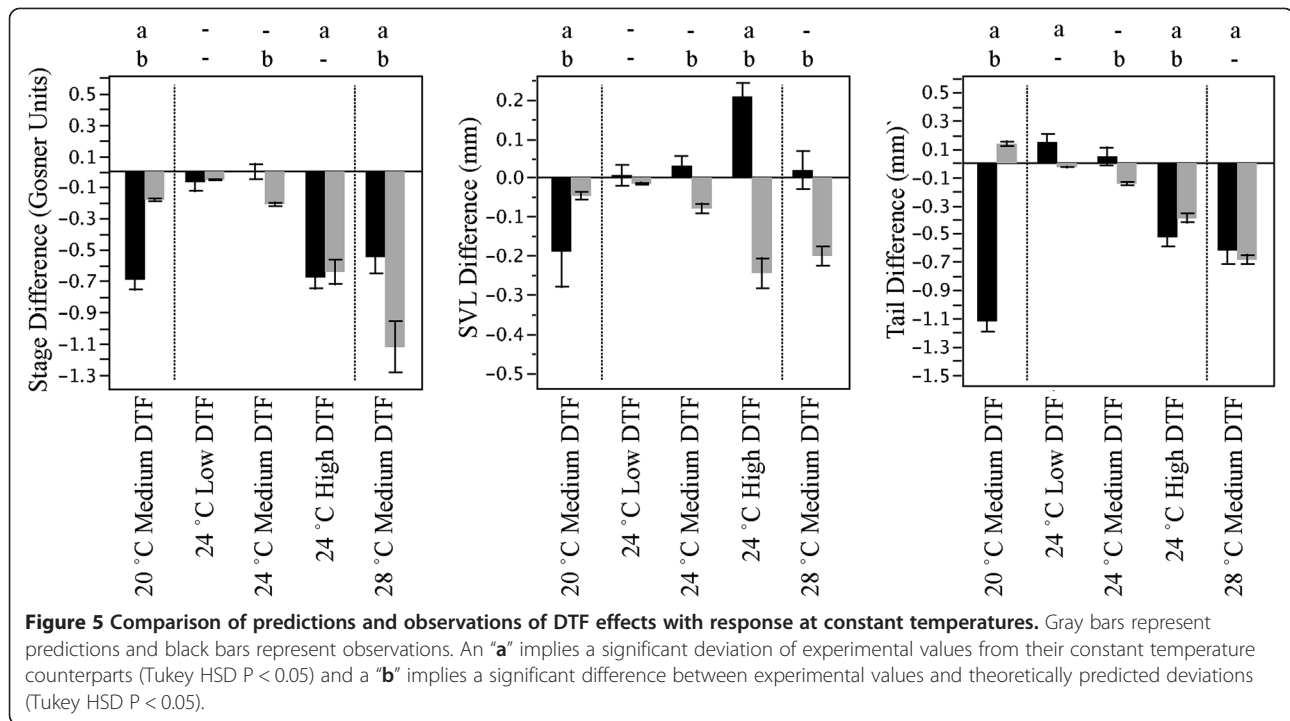 a - - a a
b - b - b
Stage Difference (Gosner Units)
0.5
0.3
0.1
−0.1
−0.3
−0.5
−0.7
−0.9
−1.1
−1.3
20 ˚C Medium DTF
24 ˚C Low DTF
24 ˚C Medium DTF
24 ˚C High DTF
28 ˚C Medium DTF
a - - a -
b - b b b
SVL Difference (mm)
0.2
0.1
0.0
−0.1
−0.2
−0.3
−0.4
−0.5
20 ˚C Medium DTF
24 ˚C Low DTF
24 ˚C Medium DTF
24 ˚C High DTF
28 ˚C Medium DTF
a a - a a
b - b b -
Tail Difference (mm)`
0.5
0.3
0.1
−0.1
−0.3
−0.5
−0.7
−0.9
−1.1
−1.3
−1.5
20 ˚C Medium DTF
24 ˚C Low DTF
24 ˚C Medium DTF
24 ˚C High DTF
28 ˚C Medium DTF
Figure 5 Comparison of predictions and observations of DTF effects with response at constant temperatures. Gray bars represent
predictions and black bars represent observations. An “a” implies a significant deviation of experimental values from their constant temperature
counterparts (Tukey HSD P < 0.05) and a “b” implies a significant difference between experimental values and theoretically predicted deviations
(Tukey HSD P < 0.05).